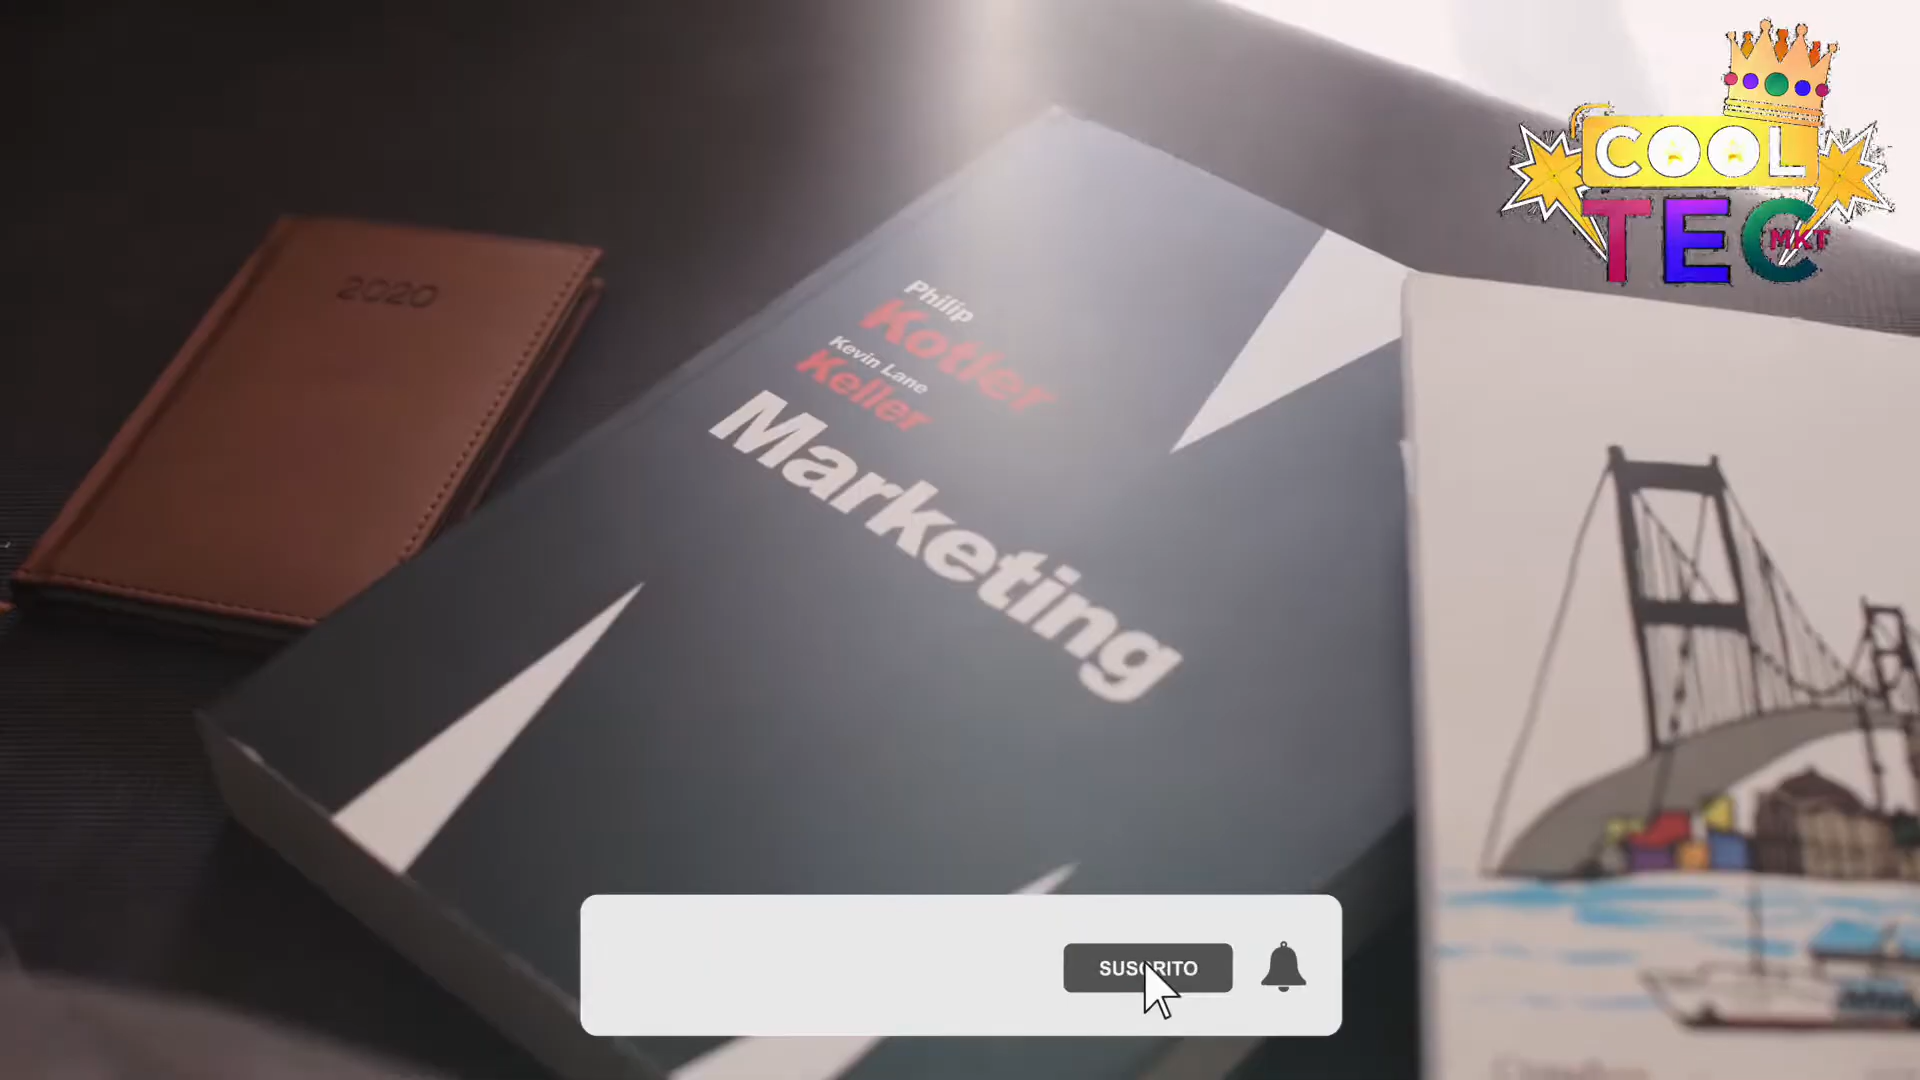 COOL
TEC
MKT
2020
Philip
Kotler
Kevin Lane
Keller
Marketing
SUSCRITO